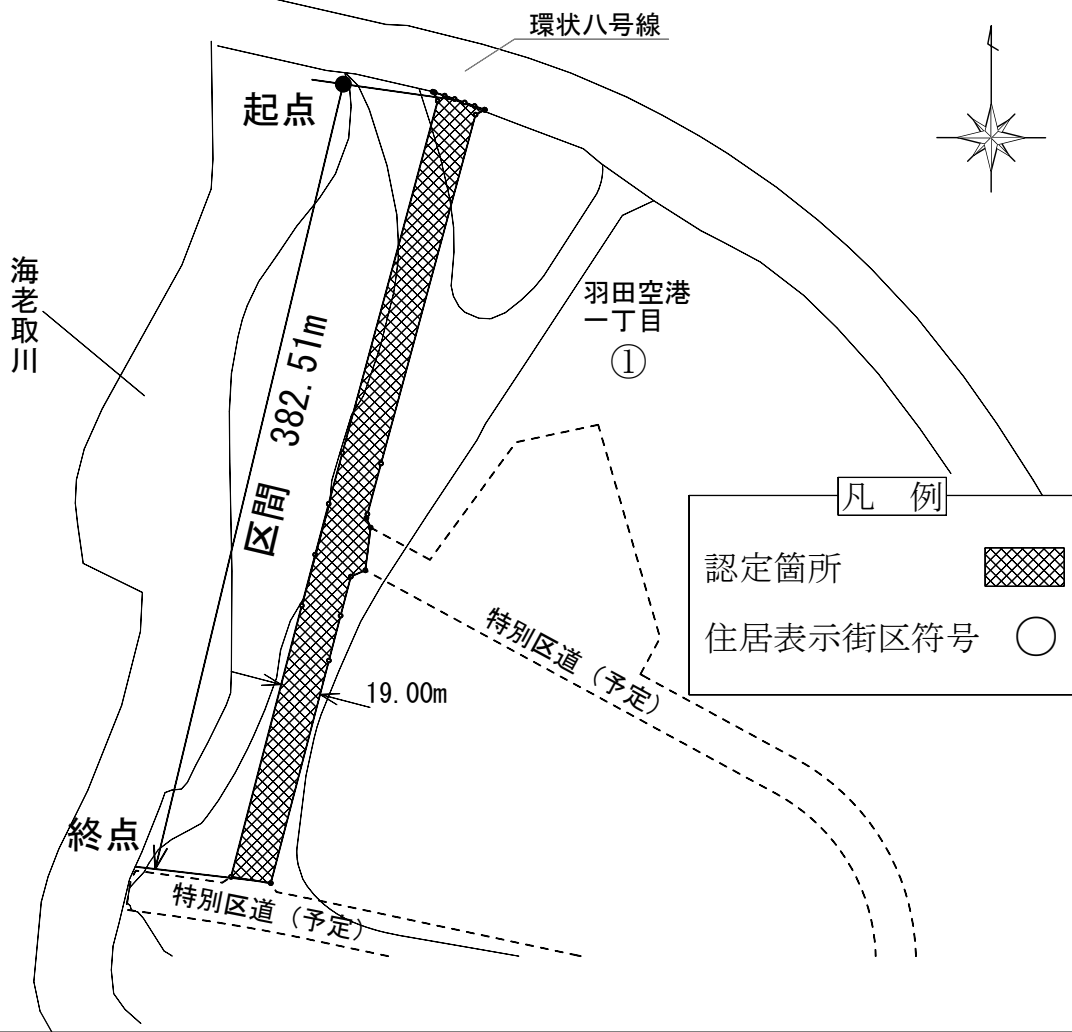 環状八号線
起点
海老取川
羽田空港
一丁目
①
区間 382.51m
凡 例
認定箇所
住居表示街区符号
特別区道（予定）
19.00m
終点
特別区道（予定）